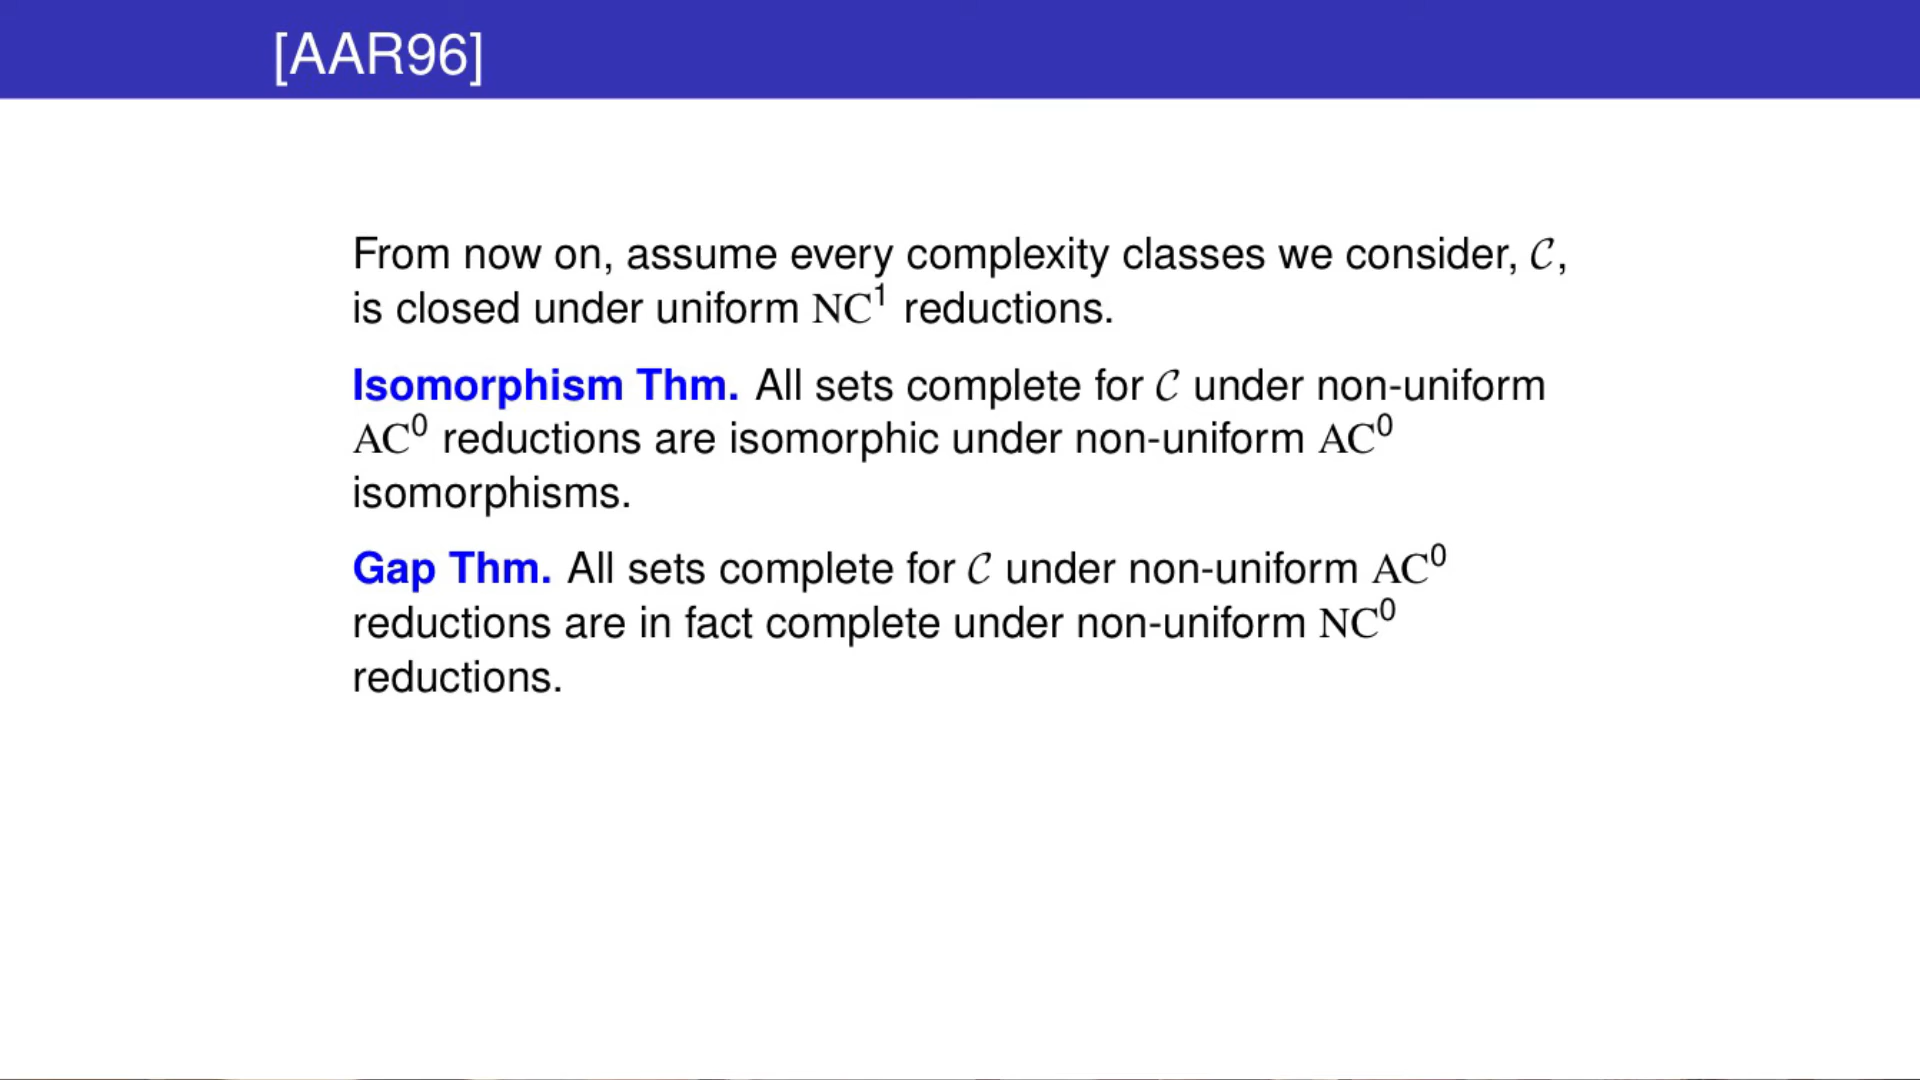 [AAR96]
From now on, assume every complexity classes we consider, 𝒞,
is closed under uniform NC¹ reductions.
Isomorphism Thm. All sets complete for 𝒞 under non-uniform
AC⁰ reductions are isomorphic under non-uniform AC⁰
isomorphisms.
Gap Thm. All sets complete for 𝒞 under non-uniform AC⁰
reductions are in fact complete under non-uniform NC⁰
reductions.